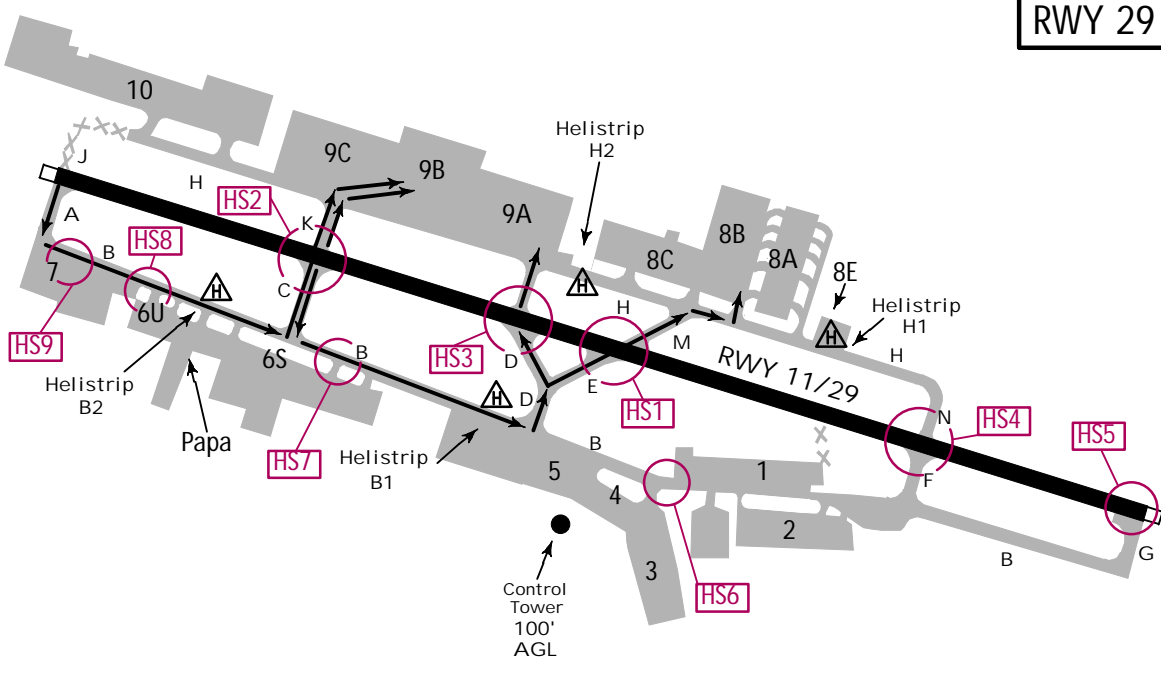 RWY 29
10
Helistrip
H2
9C
9B
J
H
HS2
9A
A
K
8B
8A
8C
8E
B
HS8
7
C
6U
H
H
H
Helistrip
H1
HS9
HS3
D
M
H
6S
B
E
RWY 11/29
HS1
Helistrip
B2
D
H
N
HS4
HS5
Papa
HS7
Helistrip
B1
B
5
4
1
F
2
B
G
3
HS6
Control
Tower
100'
AGL